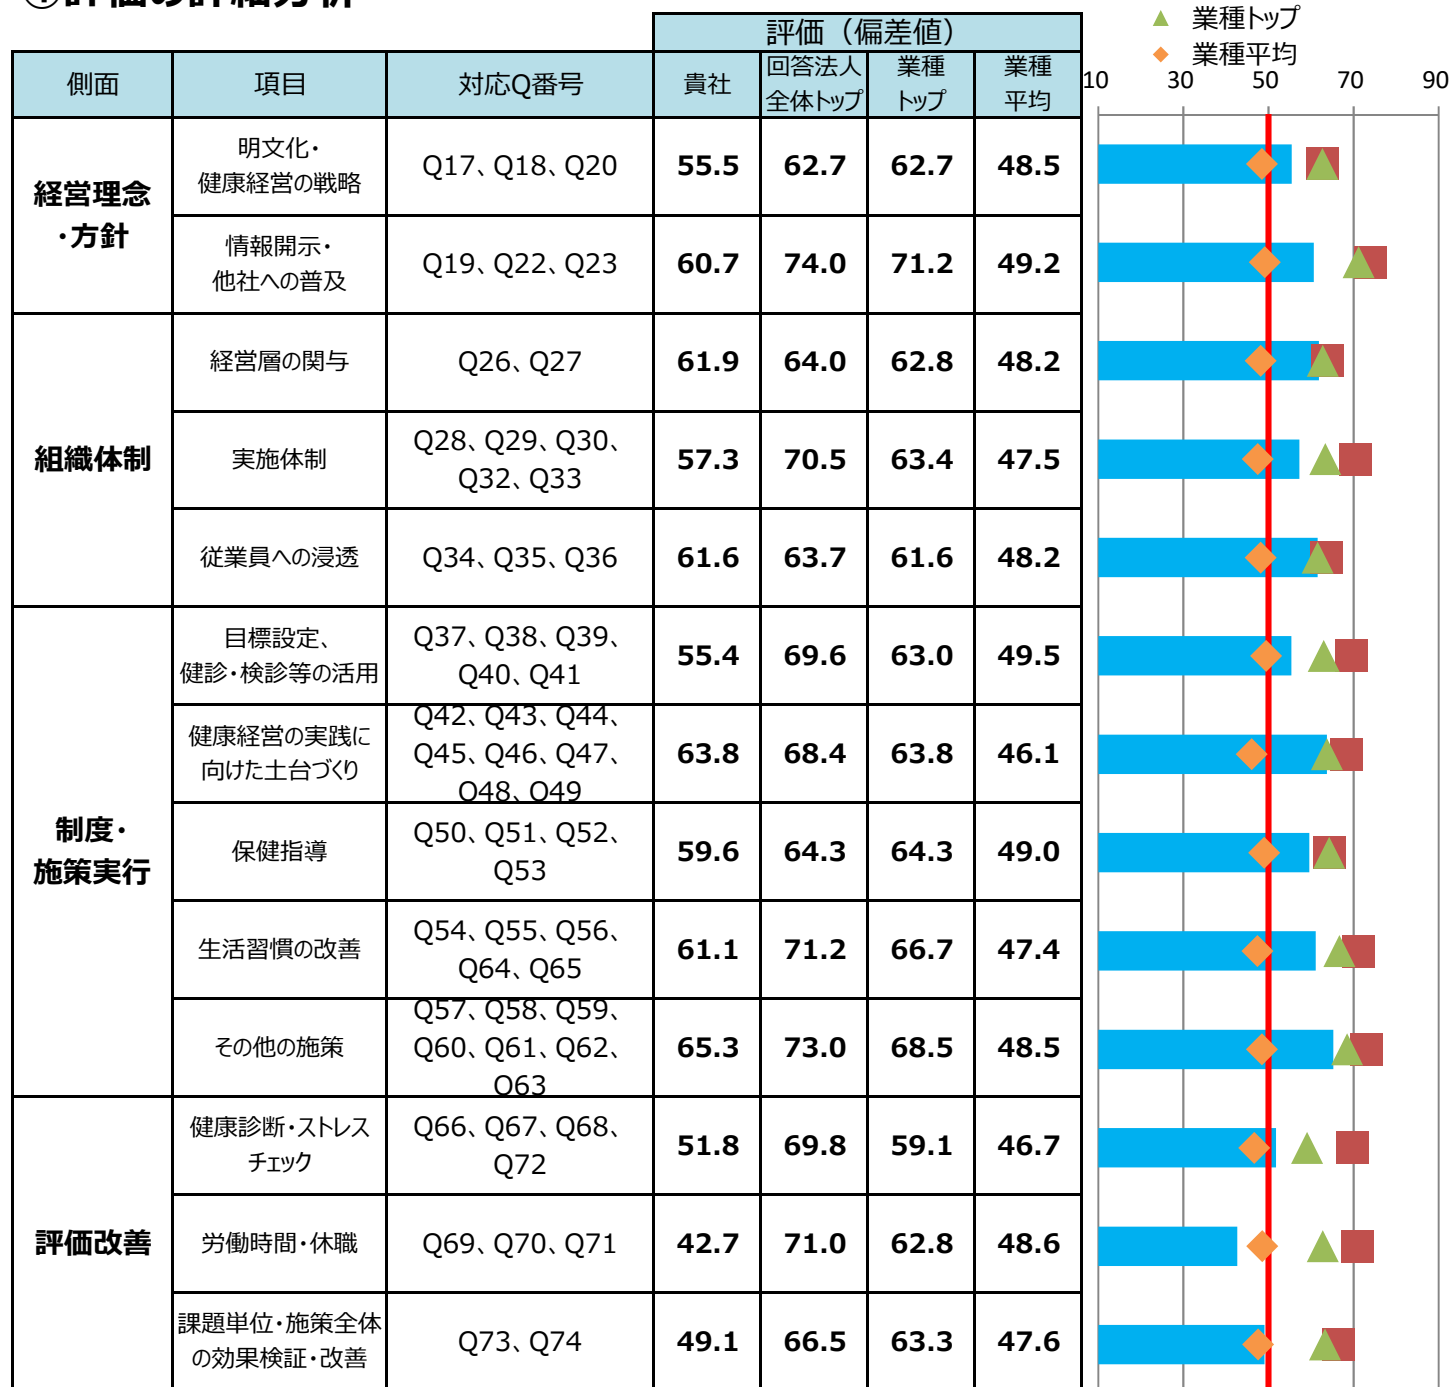 ④評価の詳細分析
▲ 業種トップ
◆ 業種平均
評価（偏差値）
側面 項目 対応Q番号 貴社 回答法人 業種 業種
全体トップ トップ 平均
10 30 50 70 90
経営理念
・方針
明文化・
健康経営の戦略
Q17、Q18、Q20 55.5 62.7 62.7 48.5
情報開示・
他社への普及
Q19、Q22、Q23 60.7 74.0 71.2 49.2
組織体制
経営層の関与 Q26、Q27 61.9 64.0 62.8 48.2
実施体制
Q28、Q29、Q30、
Q32、Q33
57.3 70.5 63.4 47.5
従業員への浸透 Q34、Q35、Q36 61.6 63.7 61.6 48.2
制度・
施策実行
目標設定、
健診・検診等の活用
Q37、Q38、Q39、
Q40、Q41
55.4 69.6 63.0 49.5
健康経営の実践に
向けた土台づくり
Q42、Q43、Q44、
Q45、Q46、Q47、
Q48、Q49
63.8 68.4 63.8 46.1
保健指導
Q50、Q51、Q52、
Q53
59.6 64.3 64.3 49.0
生活習慣の改善
Q54、Q55、Q56、
Q64、Q65
61.1 71.2 66.7 47.4
その他の施策
Q57、Q58、Q59、
Q60、Q61、Q62、
Q63
65.3 73.0 68.5 48.5
評価改善
健康診断・ストレス
チェック
Q66、Q67、Q68、
Q72
51.8 69.8 59.1 46.7
労働時間・休職 Q69、Q70、Q71 42.7 71.0 62.8 48.6
課題単位・施策全体
の効果検証・改善
Q73、Q74 49.1 66.5 63.3 47.6